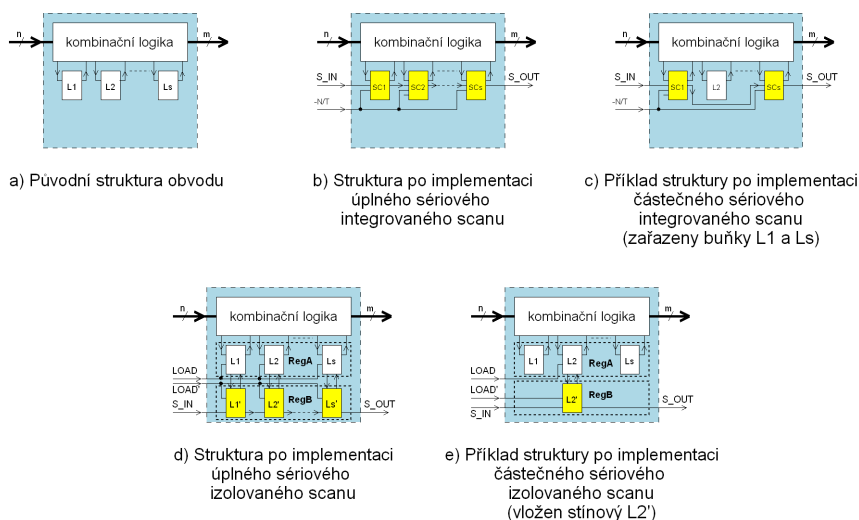 n
kombinační logika
m
L1
L2
Ls
a) Původní struktura obvodu
n
kombinační logika
m
S_IN
S_OUT
SC1
SC2
SCs
-N/T
b) Struktura po implementaci
úplného sériového
integrovaného scanu
n
kombinační logika
m
S_IN
S_OUT
SC1
L2
SCs
-N/T
c) Příklad struktury po implementaci
částečného sériového
integrovaného scanu
(zařazeny buňky L1 a Ls)
n
kombinační logika
m
L1
L2
RegA
Ls
LOAD
LOAD'
S_IN
L1'
L2'
RegB
Ls'
S_OUT
d) Struktura po implementaci
úplného sériového
izolovaného scanu
n
kombinační logika
m
L1
L2
RegA
Ls
LOAD
LOAD'
S_IN
L2'
RegB
S_OUT
e) Příklad struktury po implementaci
částečného sériového
izolovaného scanu
(vložen stínový L2')